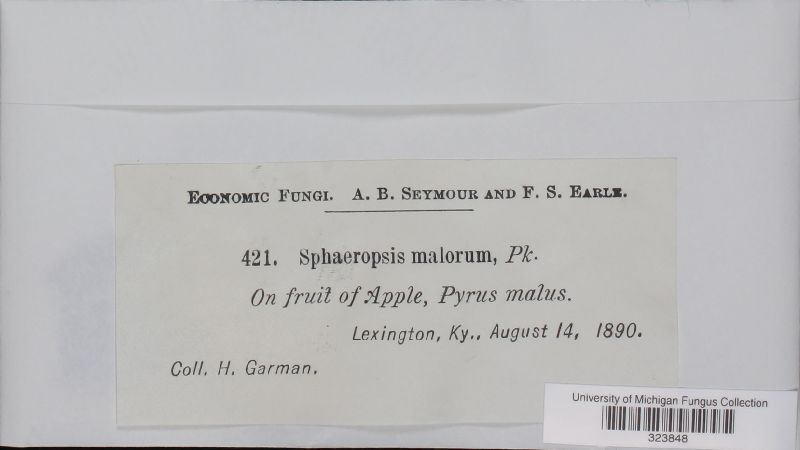 Economic Fungi. A. B. Seymour and F. S. Earle.
421. Sphaeropsis malorum, Pk.
On fruit of Apple, Pyrus malus.
Lexington, Ky., August 14, 1890.
Coll. H. Garman.
University of Michigan Fungus Collection
323848